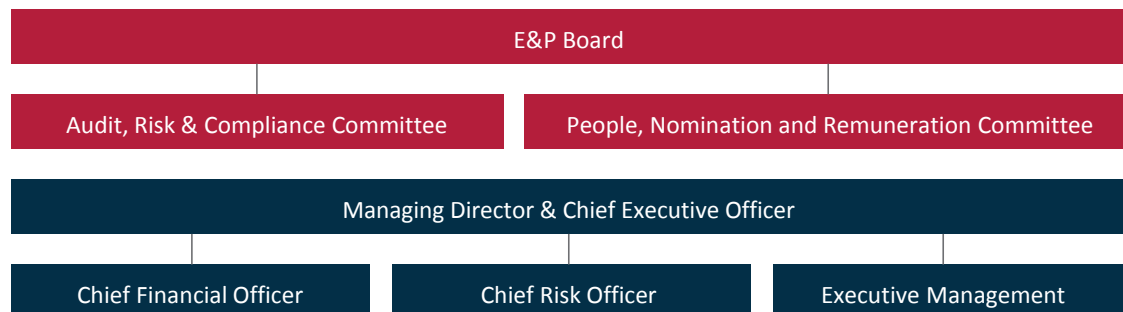 E&P Board
Audit, Risk & Compliance Committee
People, Nomination and Remuneration Committee
Managing Director & Chief Executive Officer
Chief Financial Officer
Chief Risk Officer
Executive Management